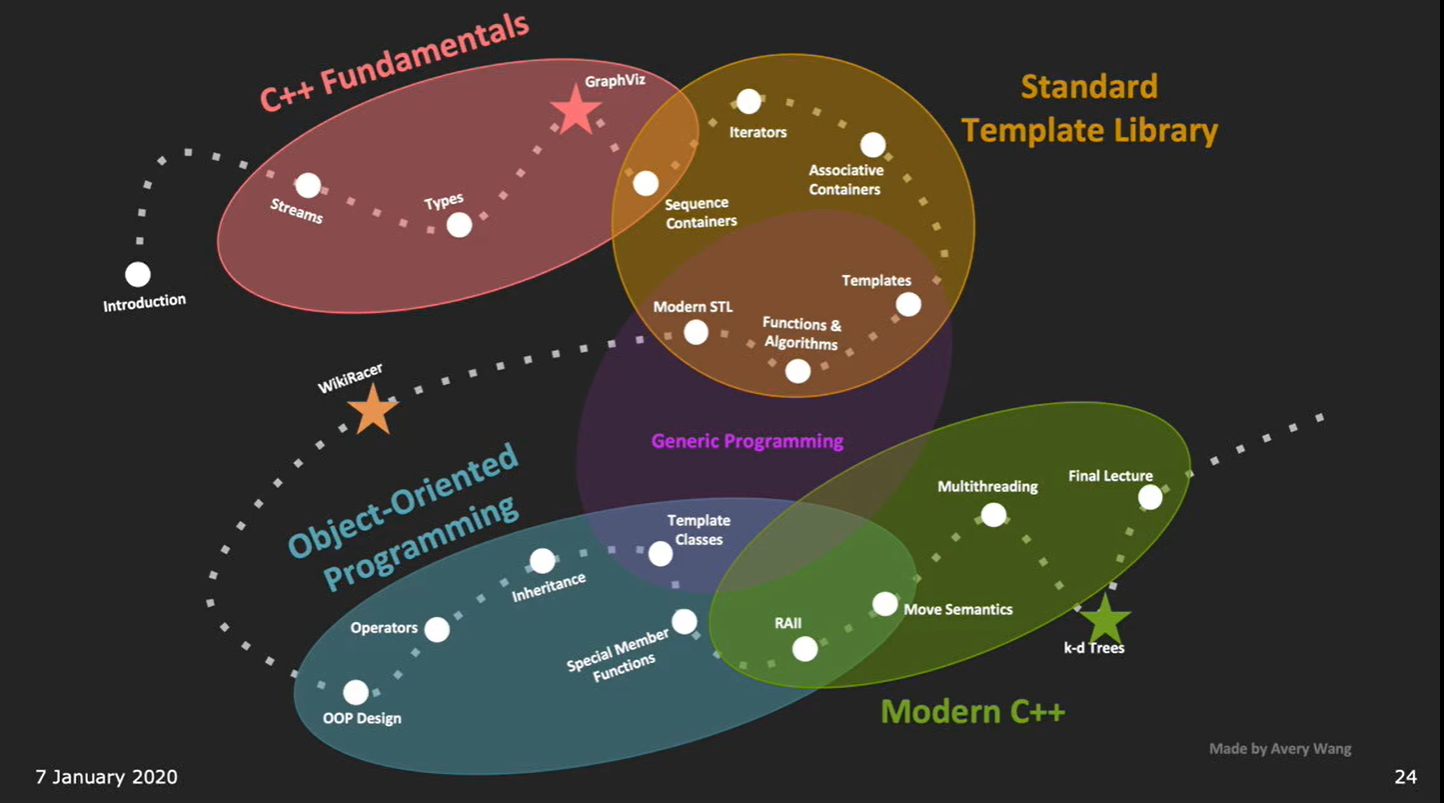 C++ Fundamentals
GraphViz
Standard
Template Library
Iterators
Associative
Containers
Streams
Types
Sequence
Containers
Introduction
Templates
Modern STL
Functions &
Algorithms
WikiRacer
Generic Programming
Object-Oriented
Programming
Multithreading
Final Lecture
Template
Classes
Inheritance
Operators
Special Member
Functions
RAII
Move Semantics
k-d Trees
OOP Design
Modern C++
Made by Avery Wang
7 January 2020
24